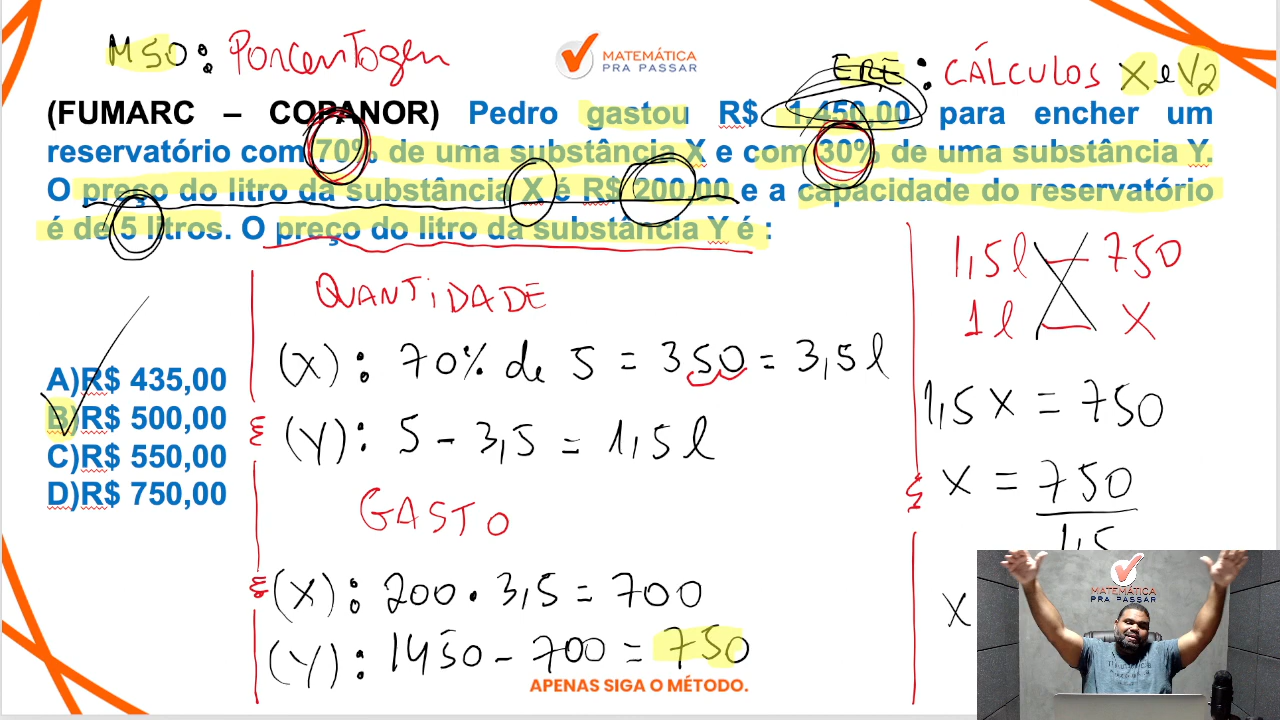 M50: Porcentagem
MATEMÁTICA
PRA PASSAR
: CÁLCULOS X e
(FUMARC – COPANOR) Pedro gastou R$ 1.450,00 para encher um
reservatório com 70% de uma substância X e com 30% de uma substância Y.
O preço do litro da substância X é R$ 200,00 e a capacidade do reservatório
é de 5 litros. O preço do litro da substância Y é :
A)R$ 435,00
B)R$ 500,00
C)R$ 550,00
D)R$ 750,00
QUANTIDADE
(X): 70% de 5 = 350 = 3,5 l
(Y): 5 - 3,5 = 1,5 l
GASTO
(X): 200 . 3,5 = 700
(Y): 1450 - 700 = 750
1,5 l — 750
1 l — X
1,5 X = 750
X = 750
1,5
X
MATEMÁTICA
PRA PASSAR
APENAS SIGA O MÉTODO.